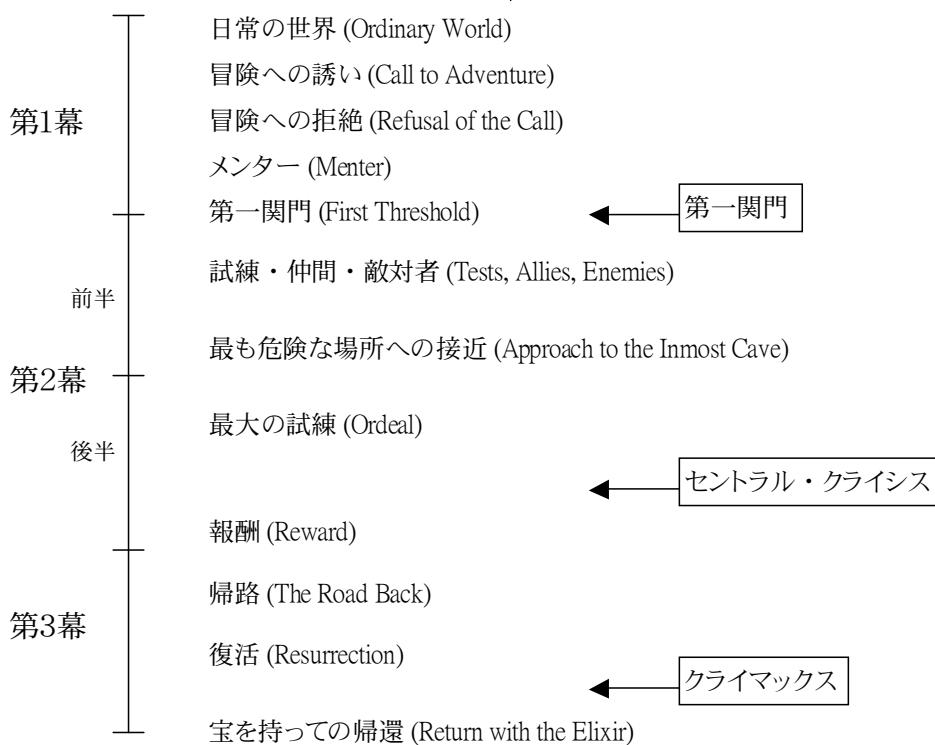 日常の世界 (Ordinary World)
冒険への誘い (Call to Adventure)
第1幕
冒険への拒絶 (Refusal of the Call)
メンター (Menter)
第一関門 (First Threshold)
第一関門
試練・仲間・敵対者 (Tests, Allies, Enemies)
前半
最も危険な場所への接近 (Approach to the Inmost Cave)
第2幕
最大の試練 (Ordeal)
後半
セントラル・クライシス
報酬 (Reward)
帰路 (The Road Back)
第3幕
復活 (Resurrection)
クライマックス
宝を持っての帰還 (Return with the Elixir)